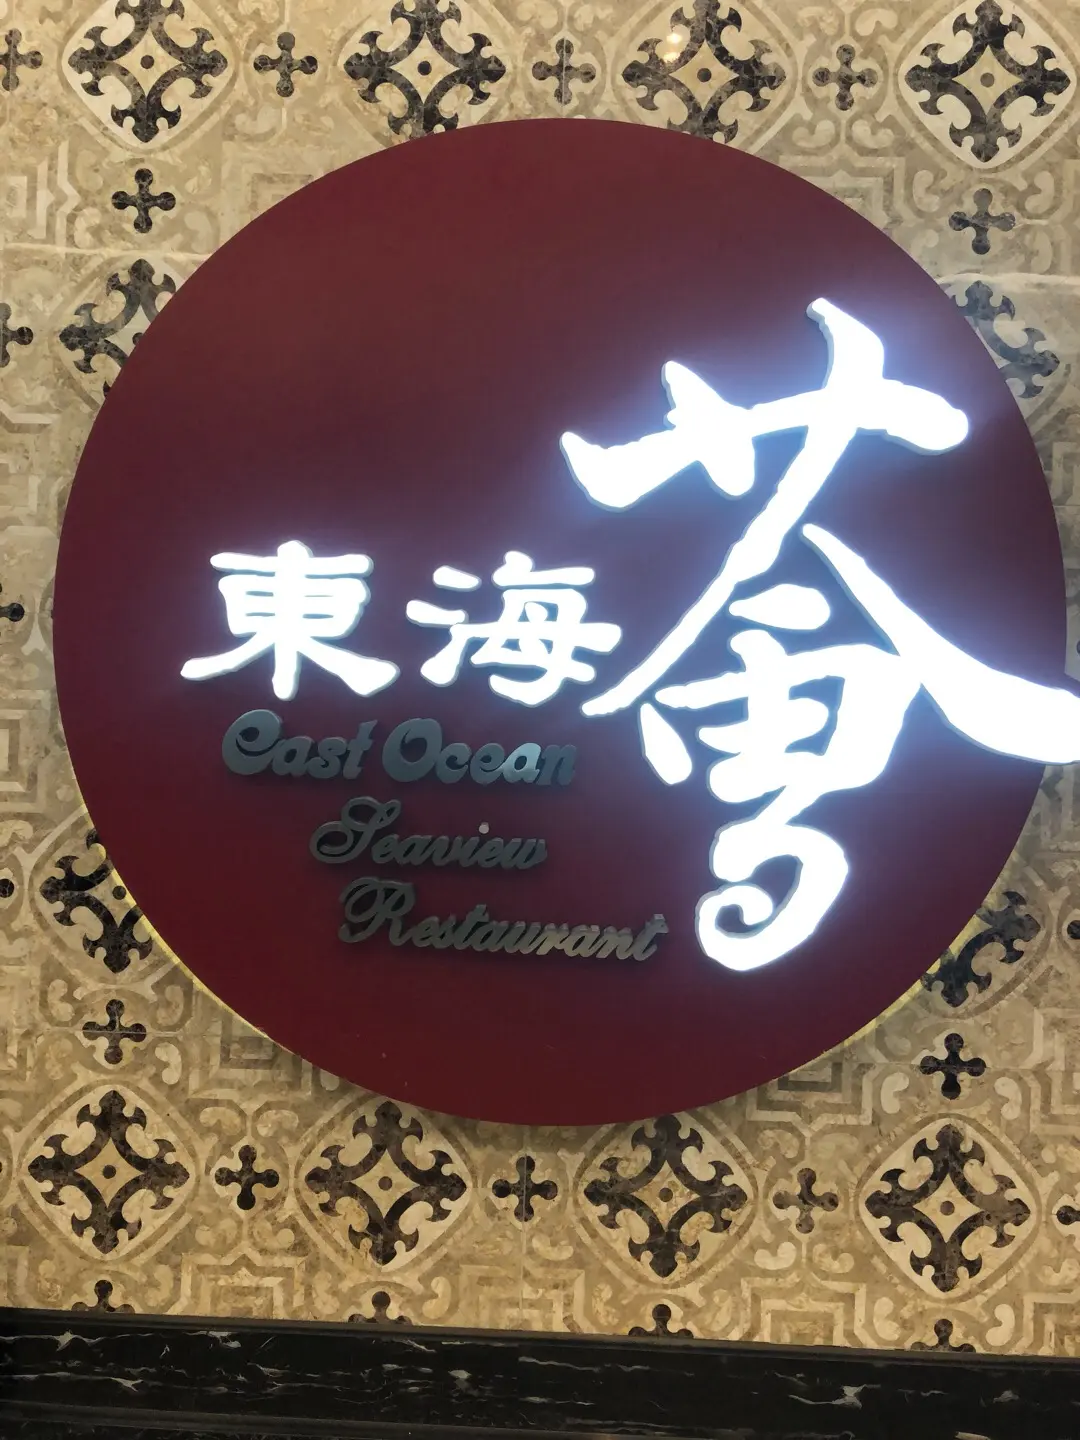 東海薈
East Ocean
Seaview
Restaurant